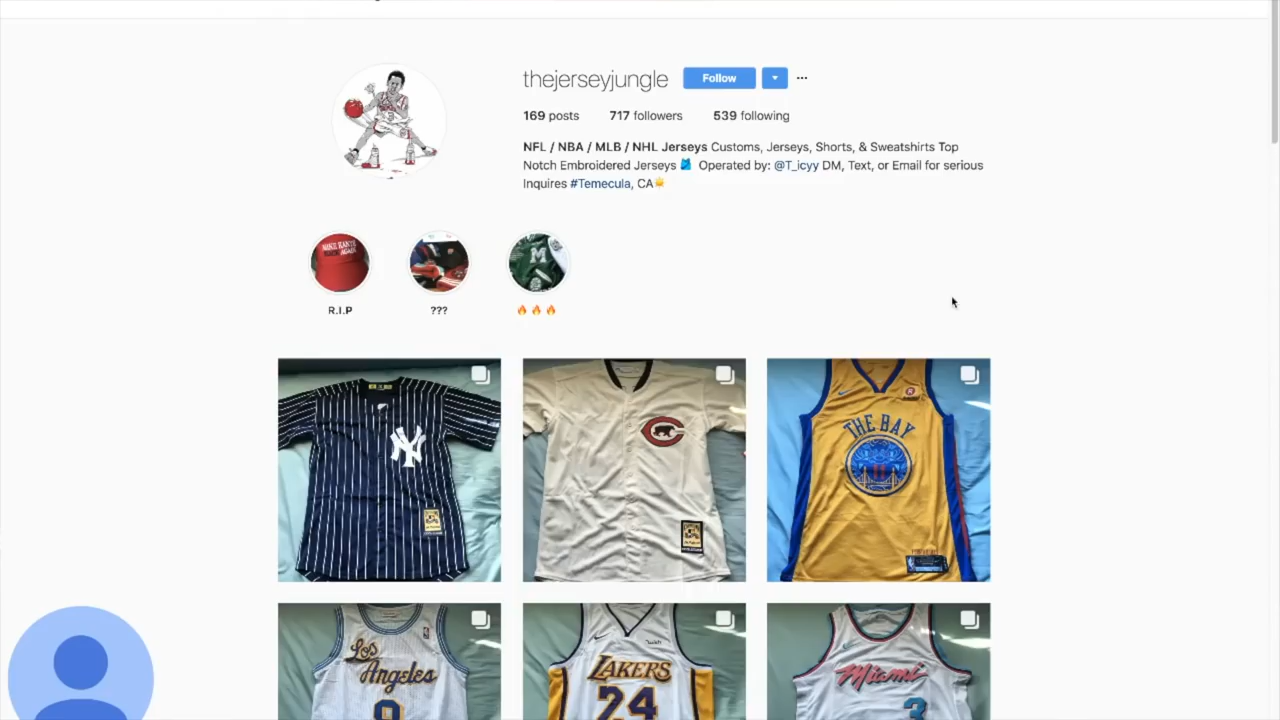 thejerseyjungle Follow
169 posts 717 followers 539 following
NFL / NBA / MLB / NHL Jerseys Customs, Jerseys, Shorts, & Sweatshirts Top
Notch Embroidered Jerseys Operated by: @T_icyy DM, Text, or Email for serious
Inquires #Temecula, CA
M
R.I.P ???
NY
C
THE BAY
Los
Angeles
LAKERS
24
Miami
3